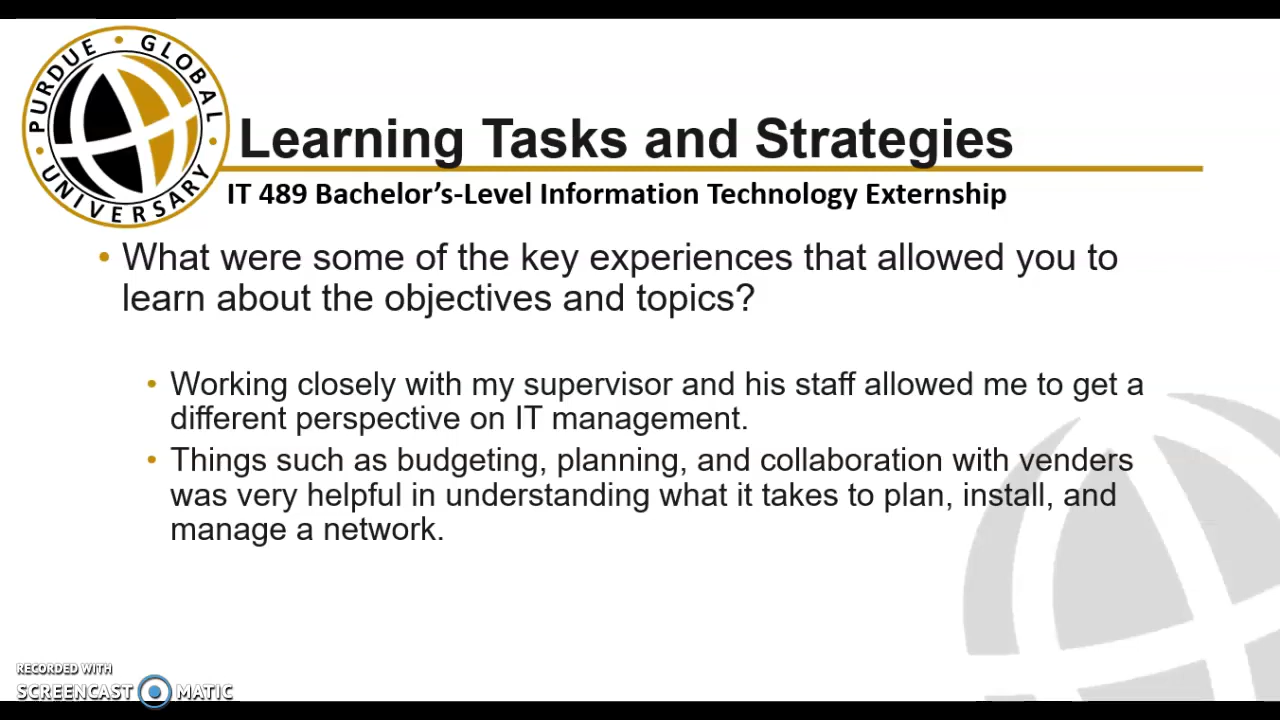 PURDUE GLOBAL
UNIVERSARY
Learning Tasks and Strategies
IT 489 Bachelor’s-Level Information Technology Externship
• What were some of the key experiences that allowed you to
learn about the objectives and topics?
• Working closely with my supervisor and his staff allowed me to get a
different perspective on IT management.
• Things such as budgeting, planning, and collaboration with venders
was very helpful in understanding what it takes to plan, install, and
manage a network.
RECORDED WITH
SCREENCAST MATIC